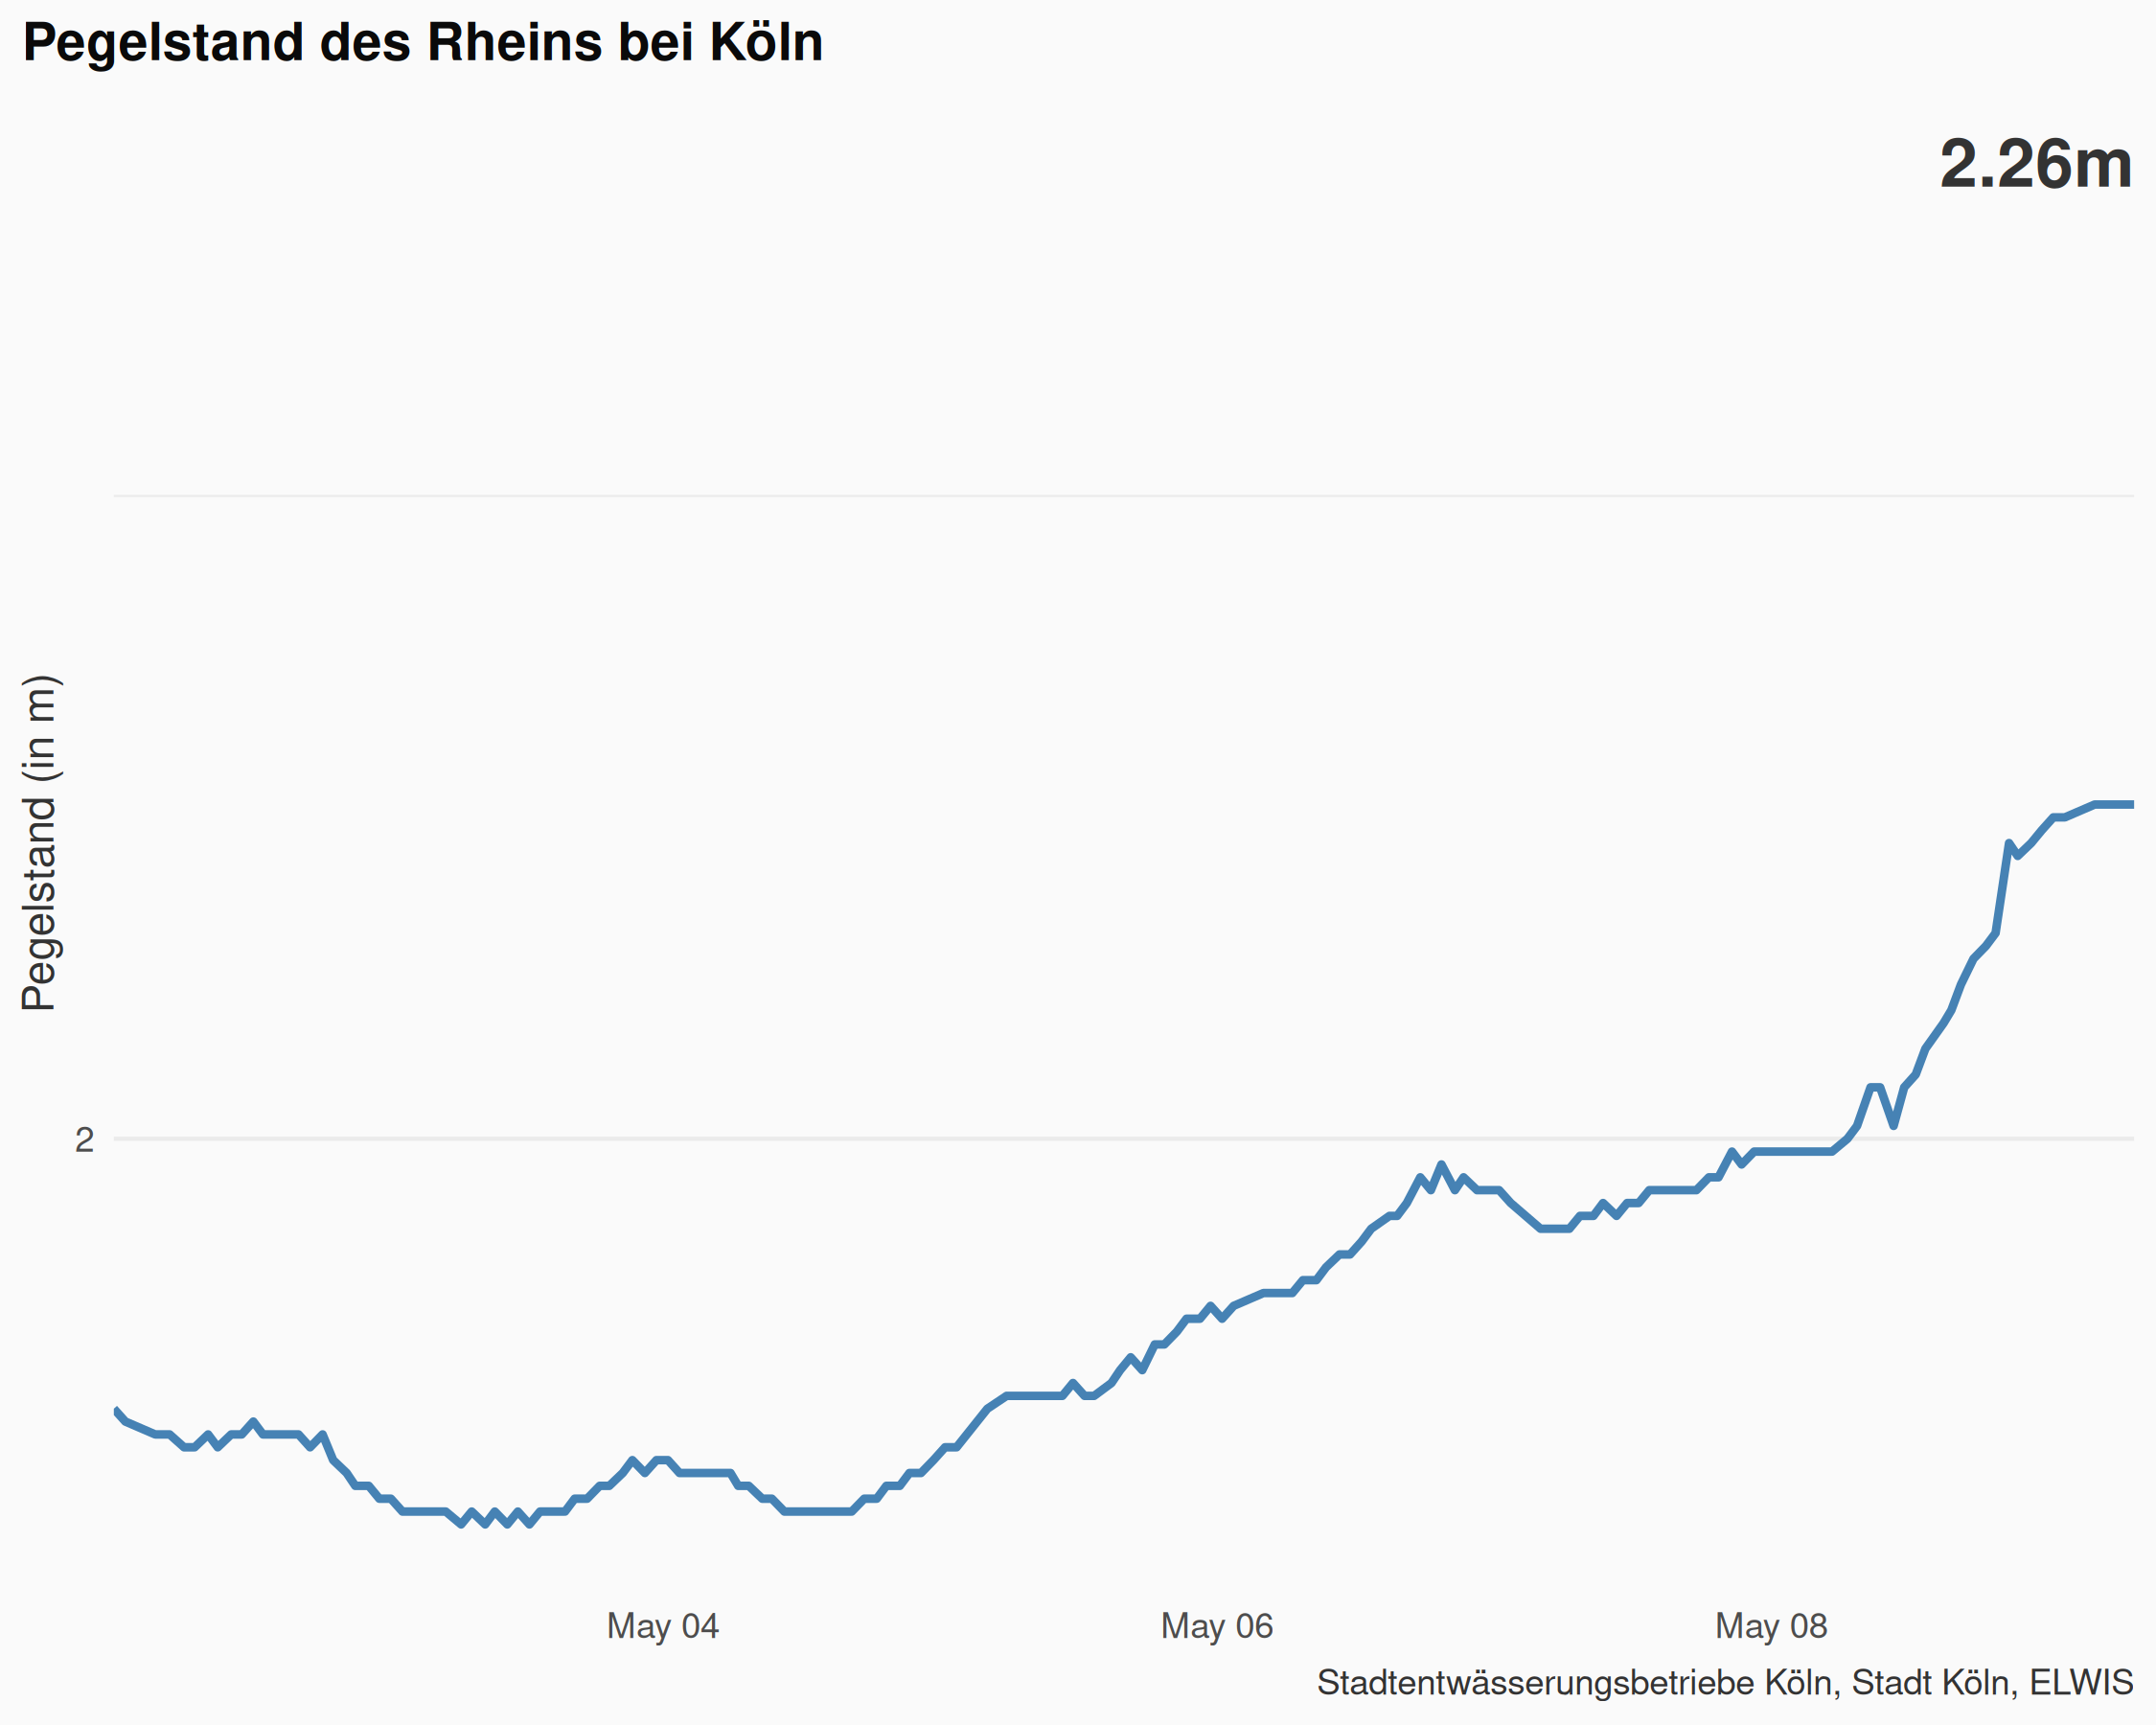 Pegelstand des Rheins bei Köln
2.26m
Pegelstand (in m)
2
May 04
May 06
May 08
Stadtentwässerungsbetriebe Köln, Stadt Köln, ELWIS